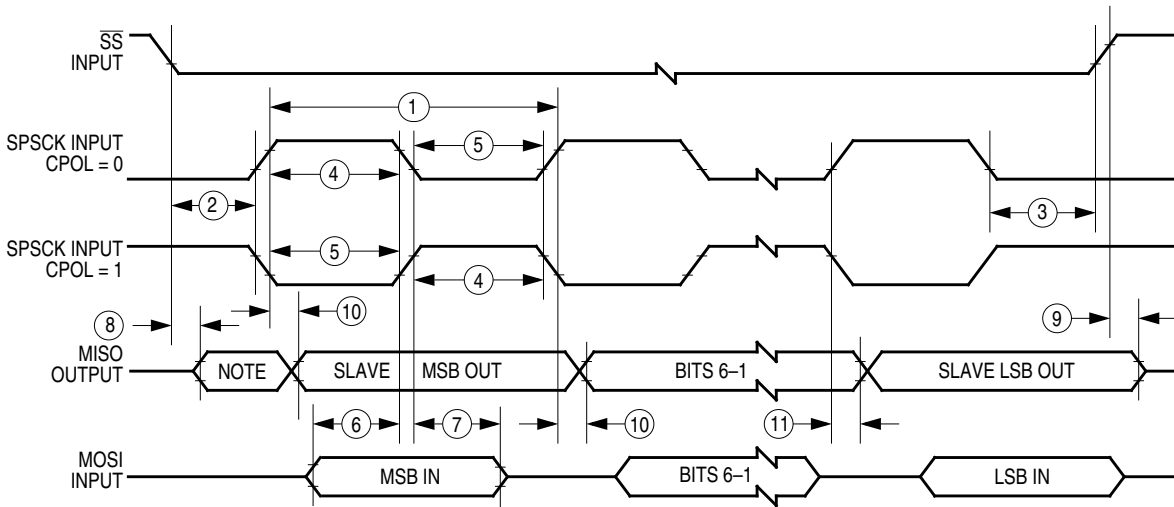 SS
INPUT
1
SPSCK INPUT
CPOL = 0
5
4
2
3
SPSCK INPUT
CPOL = 1
5
4
8
10
9
MISO
OUTPUT
NOTE
SLAVE MSB OUT
BITS 6–1
SLAVE LSB OUT
6
7
10
11
MOSI
INPUT
MSB IN
BITS 6–1
LSB IN